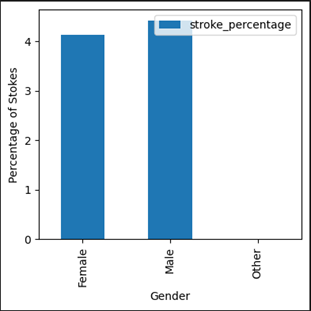 stroke_percentage
4
3
2
1
0
Percentage of Stokes
Female
Male
Other
Gender